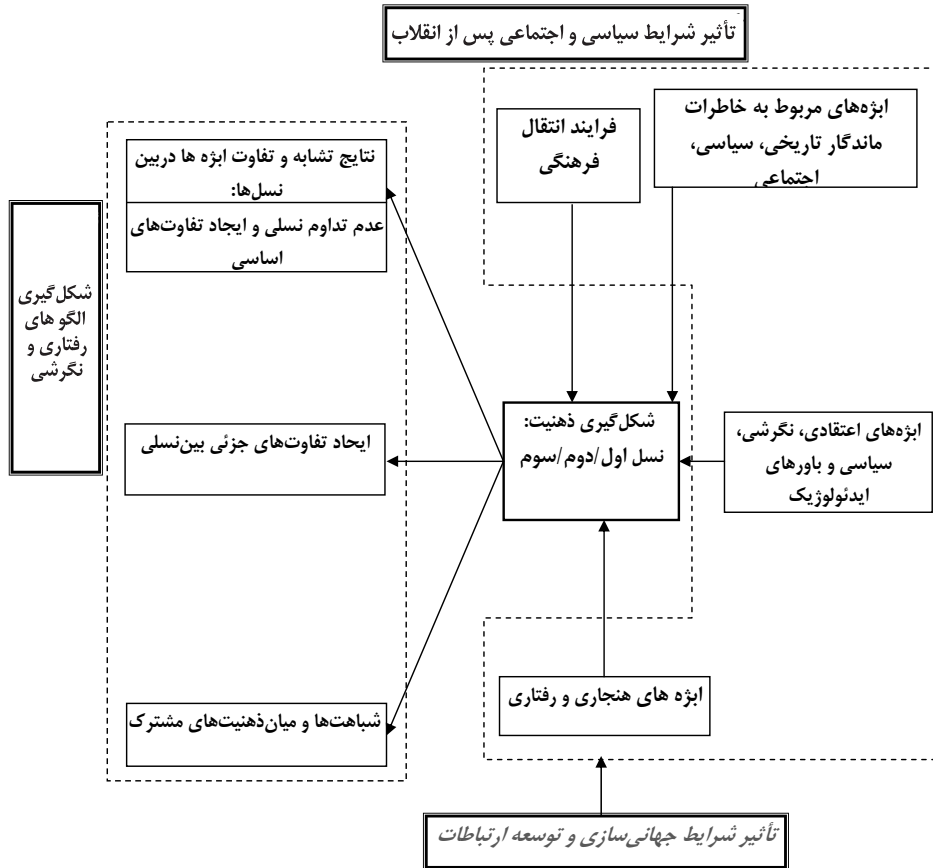 تأثیر شرایط سیاسی و اجتماعی پس از انقلاب
ابژه‌های مربوط به خاطرات
ماندگار تاریخی، سیاسی،
اجتماعی
فرایند انتقال
فرهنگی
نتایج تشابه و تفاوت ابژه ها دربین
نسل‌ها:
عدم تداوم نسلی و ایجاد تفاوت‌های
اساسی
شکل‌گیری
الگو های
رفتاری و
نگرشی
شکل‌گیری ذهنیت:
نسل اول/دوم/سوم
ابژه‌های اعتقادی، نگرشی،
سیاسی و باورهای
ایدئولوژیک
ایحاد تفاوت‌های جزئی بین‌نسلی
ابژه های هنجاری و رفتاری
شباهت‌ها و میان‌ذهنیت‌های مشترک
تأثیر شرایط جهانی‌سازی و توسعه ارتباطات